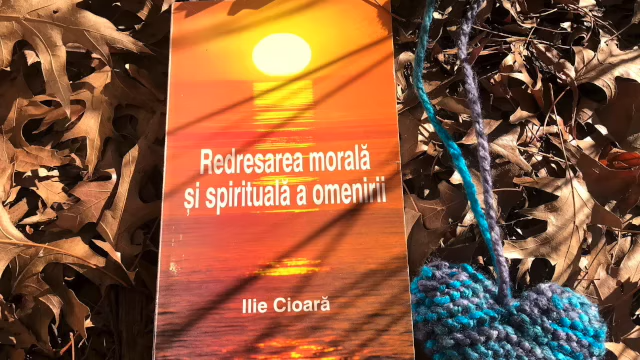 Redresarea morală
și spirituală a omenirii
Ilie Cioară